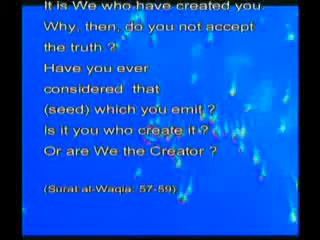 It is We who have created you.
Why, then, do you not accept
the truth ?
Have you ever
considered that
(seed) which you emit ?
Is it you who create it ?
Or are We the Creator ?
(Surat al-Waqia: 57-59)